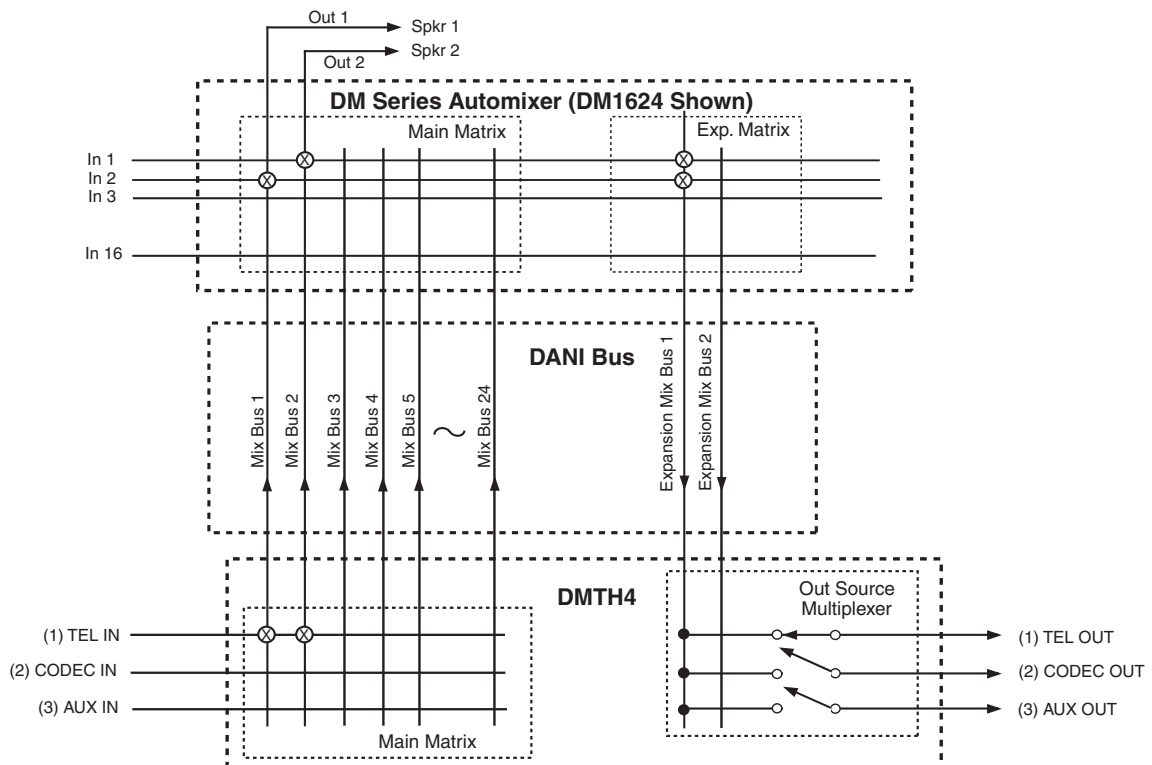 Out 1
Spkr 1
Spkr 2
Out 2
DM Series Automixer (DM1624 Shown)
Main Matrix
Exp. Matrix
In 1
In 2
In 3
In 16
DANI Bus
Mix Bus 1
Mix Bus 2
Mix Bus 3
Mix Bus 4
Mix Bus 5
Mix Bus 24
Expansion Mix Bus 1
Expansion Mix Bus 2
DMTH4
Out Source
Multiplexer
(1) TEL IN
(2) CODEC IN
(3) AUX IN
Main Matrix
(1) TEL OUT
(2) CODEC OUT
(3) AUX OUT